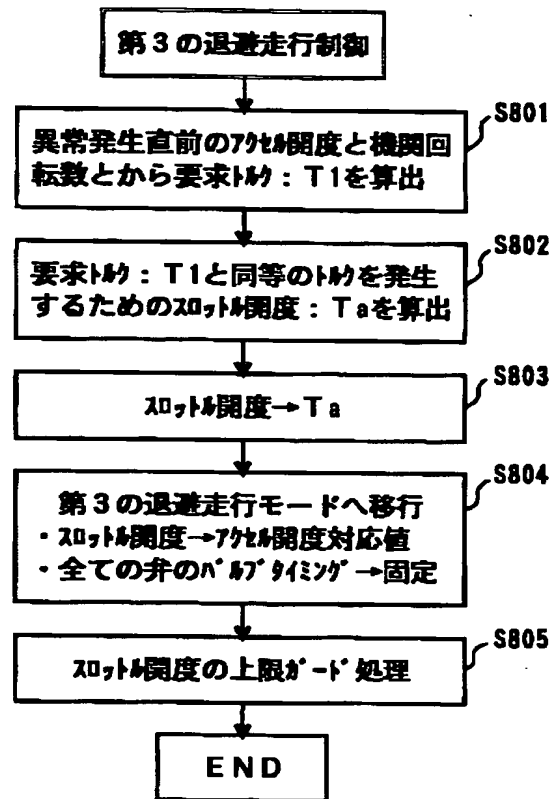 第３の退避走行制御
S801
異常発生直前のｱｸｾﾙ開度と機関回
転数とから要求ﾄﾙｸ：Ｔ１を算出
S802
要求ﾄﾙｸ：Ｔ１と同等のﾄﾙｸを発生
するためのｽﾛｯﾄﾙ開度：Ｔａを算出
S803
ｽﾛｯﾄﾙ開度→Ｔａ
S804
第３の退避走行モードへ移行
・ｽﾛｯﾄﾙ開度→ｱｸｾﾙ開度対応値
・全ての弁のﾊﾞﾙﾌﾞﾀｲﾐﾝｸﾞ→固定
S805
ｽﾛｯﾄﾙ開度の上限ｶﾞｰﾄﾞ処理
ＥＮＤ